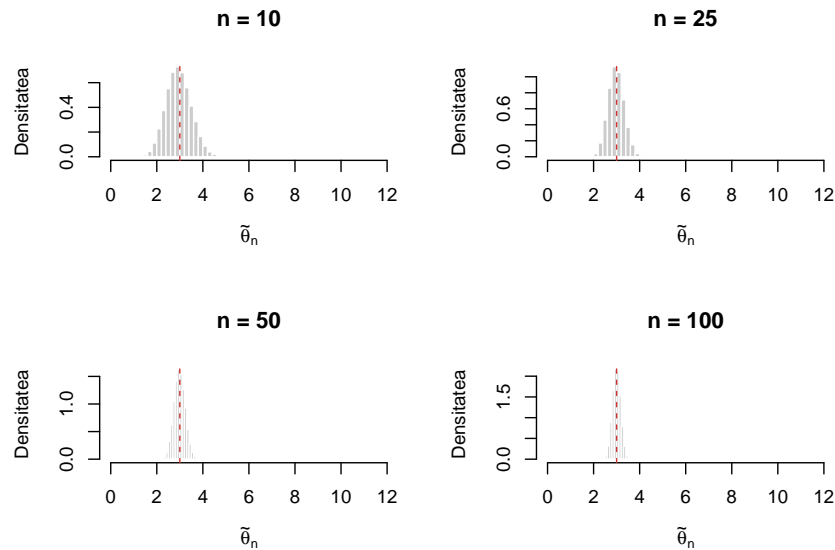 n = 10
Densitatea
0.0 0.4
0 2 4 6 8 10 12
θ̃n
n = 25
Densitatea
0.0 0.6
0 2 4 6 8 10 12
θ̃n
n = 50
Densitatea
0.0 1.0
0 2 4 6 8 10 12
θ̃n
n = 100
Densitatea
0.0 1.5
0 2 4 6 8 10 12
θ̃n